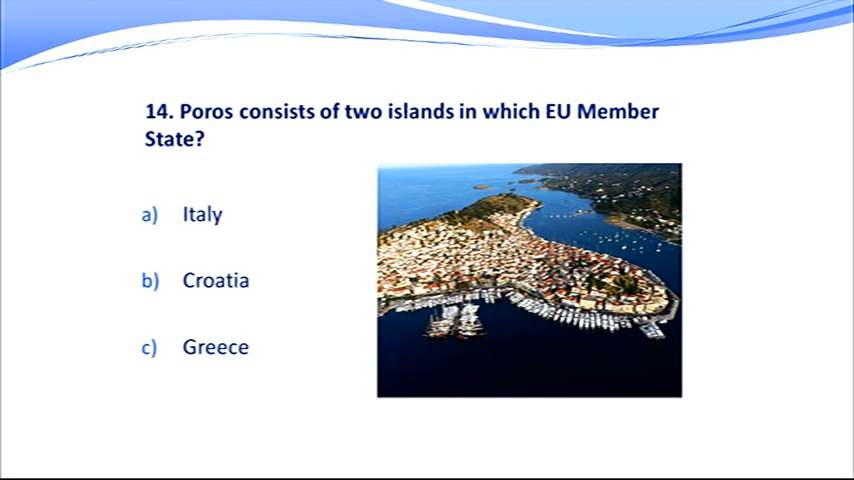 14. Poros consists of two islands in which EU Member
State?
a) Italy
b) Croatia
c) Greece